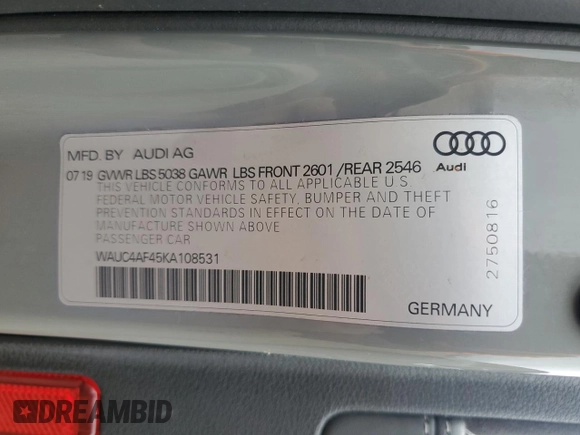 MFD. BY AUDI AG
07 19 GVWR LBS 5038 GAWR LBS FRONT 2601 /REAR 2546
THIS VEHICLE CONFORMS TO ALL APPLICABLE U S
FEDERAL MOTOR VEHICLE SAFETY, BUMPER AND THEFT
PREVENTION STANDARDS IN EFFECT ON THE DATE OF
MANUFACTURE SHOWN ABOVE
PASSENGER CAR
WAUC4AF45KA108531
Audi
2750816
GERMANY
DREAMBID